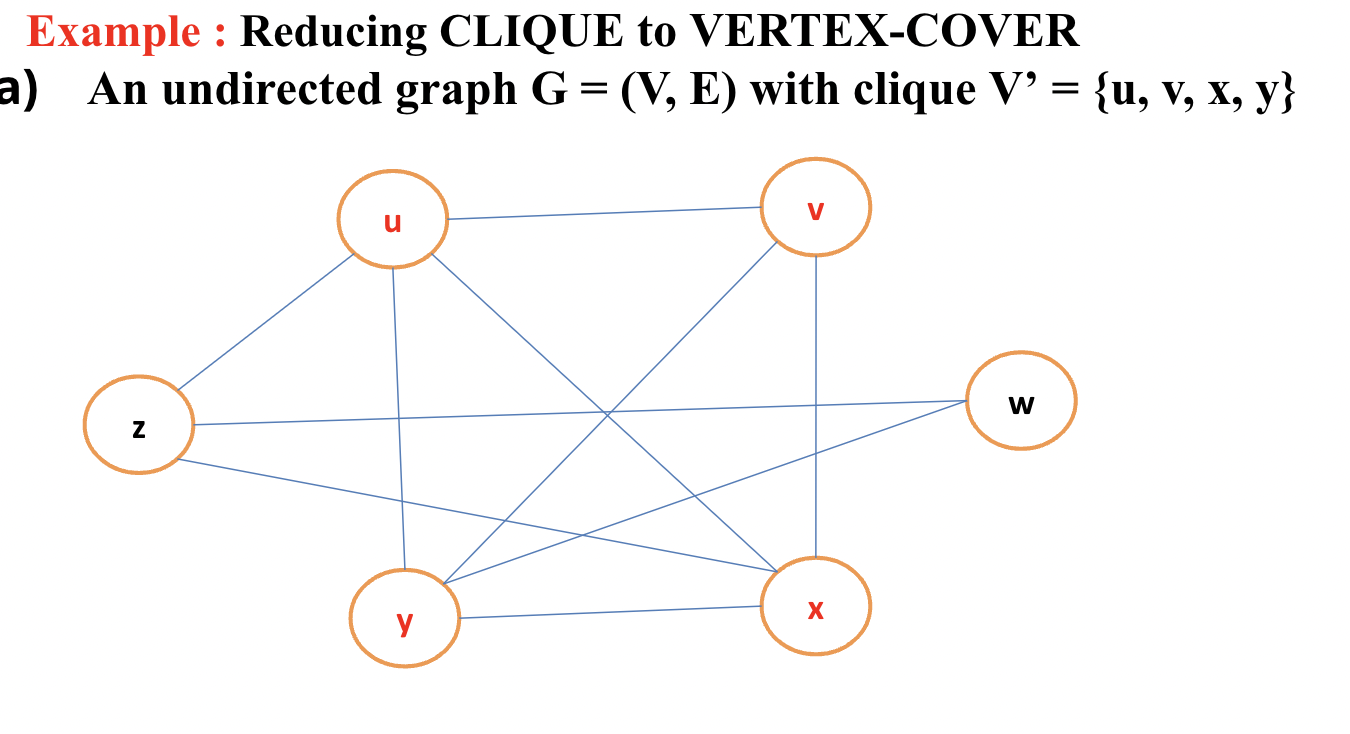 Example : Reducing CLIQUE to VERTEX-COVER
a) An undirected graph G = (V, E) with clique V’ = {u, v, x, y}
u
v
z
w
y
x